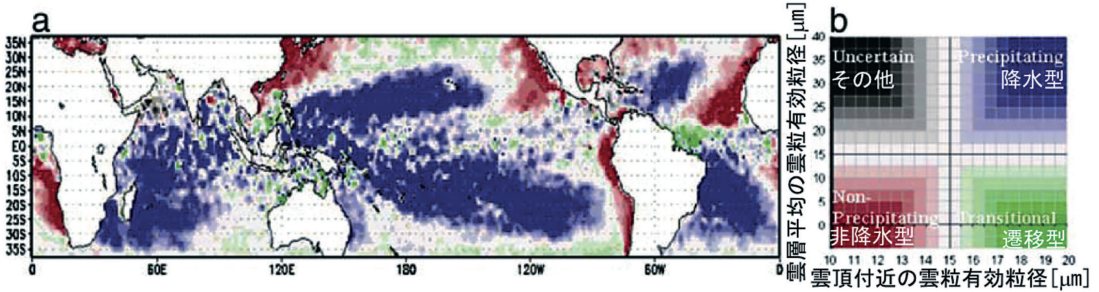 a
35N
30N
25N
20N
15N
10N
5N
EQ
5S
10S
15S
20S
25S
30S
35S
0
60E
120E
180
120W
60W
0
b
雲層平均の雲粒有効粒径[μm]
40
35
30
25
20
15
10
5
0
Uncertain
その他
Precipitating
降水型
Non-
Precipitating
非降水型
Transitional
遷移型
10 11 12 13 14 15 16 17 18 19 20
雲頂付近の雲粒有効粒径[μm]